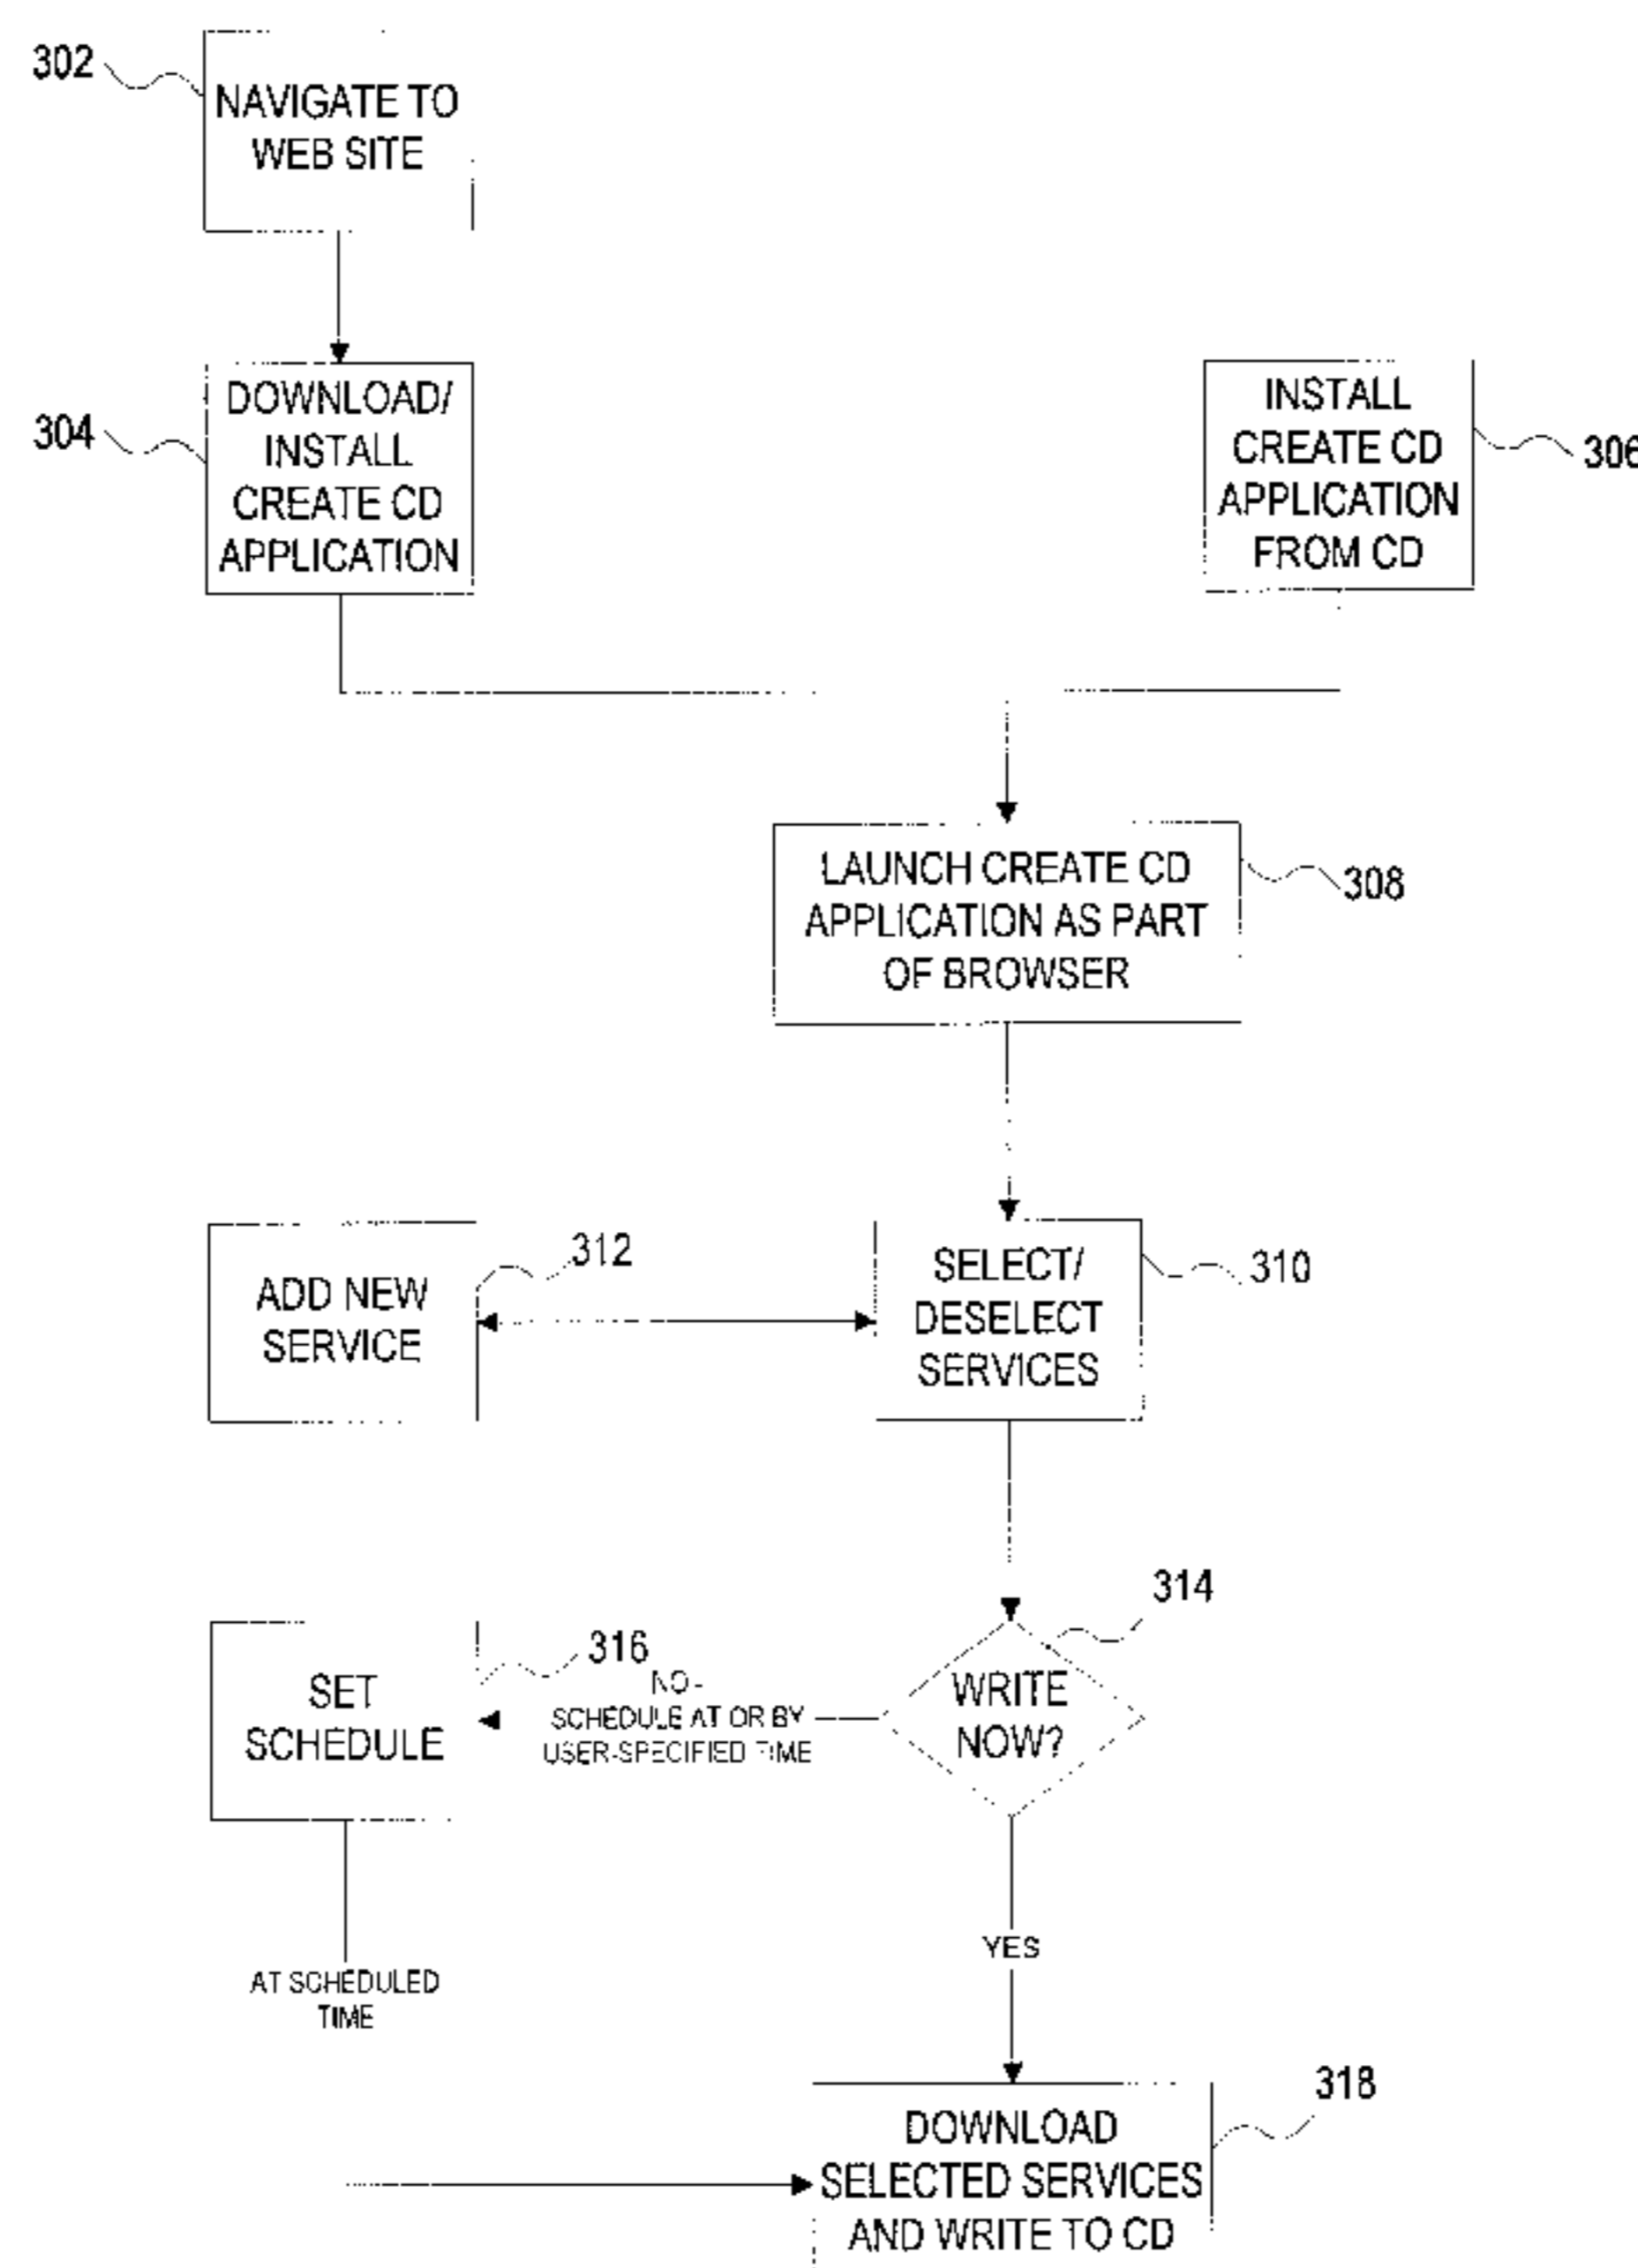 302
NAVIGATE TO
WEB SITE
304
DOWNLOAD/
INSTALL
CREATE CD
APPLICATION
INSTALL
CREATE CD
APPLICATION
FROM CD
306
LAUNCH CREATE CD
APPLICATION AS PART
OF BROWSER
308
ADD NEW
SERVICE
312
SELECT/
DESELECT
SERVICES
310
SET
SCHEDULE
316
NO -
SCHEDULE AT OR BY
USER-SPECIFIED TIME
WRITE
NOW?
314
AT SCHEDULED
TIME
YES
DOWNLOAD
SELECTED SERVICES
AND WRITE TO CD
318